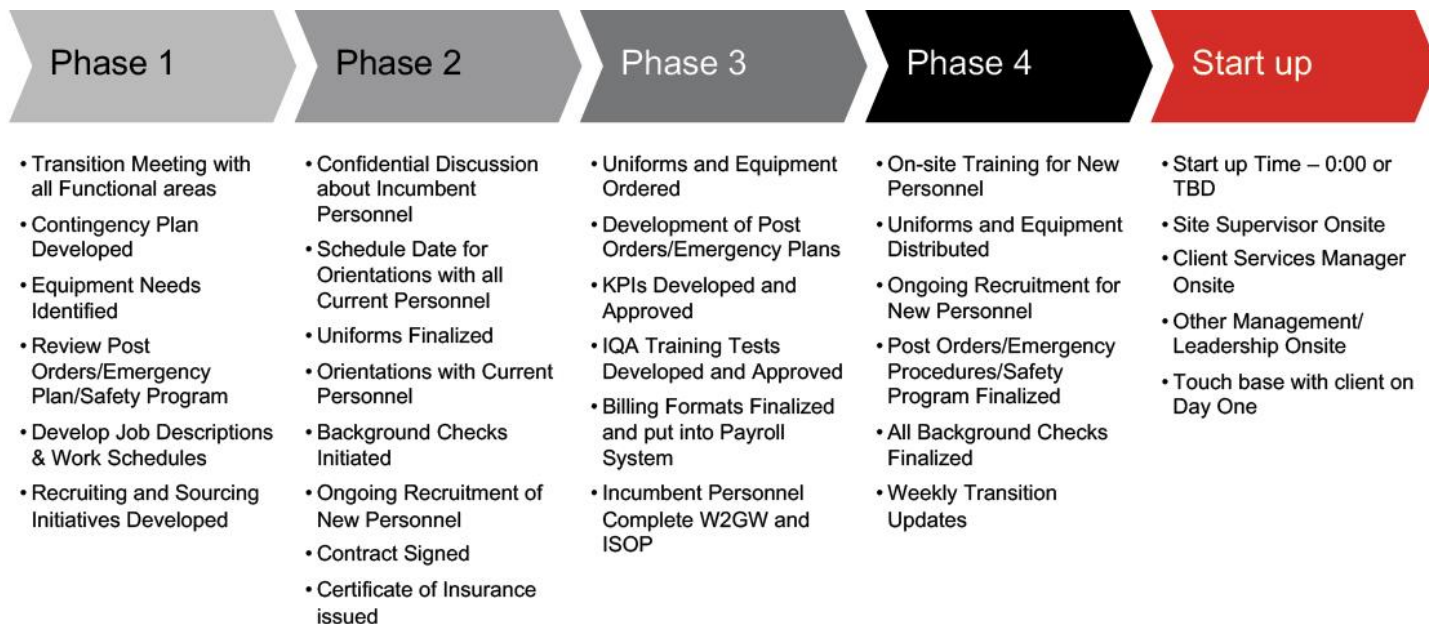 Phase 1
Phase 2
Phase 3
Phase 4
Start up
• Transition Meeting with
all Functional areas
• Contingency Plan
Developed
• Equipment Needs
Identified
• Review Post
Orders/Emergency
Plan/Safety Program
• Develop Job Descriptions
& Work Schedules
• Recruiting and Sourcing
Initiatives Developed
• Confidential Discussion
about Incumbent
Personnel
• Schedule Date for
Orientations with all
Current Personnel
• Uniforms Finalized
• Orientations with Current
Personnel
• Background Checks
Initiated
• Ongoing Recruitment of
New Personnel
• Contract Signed
• Certificate of Insurance
issued
• Uniforms and Equipment
Ordered
• Development of Post
Orders/Emergency Plans
• KPIs Developed and
Approved
• IQA Training Tests
Developed and Approved
• Billing Formats Finalized
and put into Payroll
System
• Incumbent Personnel
Complete W2GW and
ISOP
• On-site Training for New
Personnel
• Uniforms and Equipment
Distributed
• Ongoing Recruitment for
New Personnel
• Post Orders/Emergency
Procedures/Safety
Program Finalized
• All Background Checks
Finalized
• Weekly Transition
Updates
• Start up Time – 0:00 or
TBD
• Site Supervisor Onsite
• Client Services Manager
Onsite
• Other Management/
Leadership Onsite
• Touch base with client on
Day One